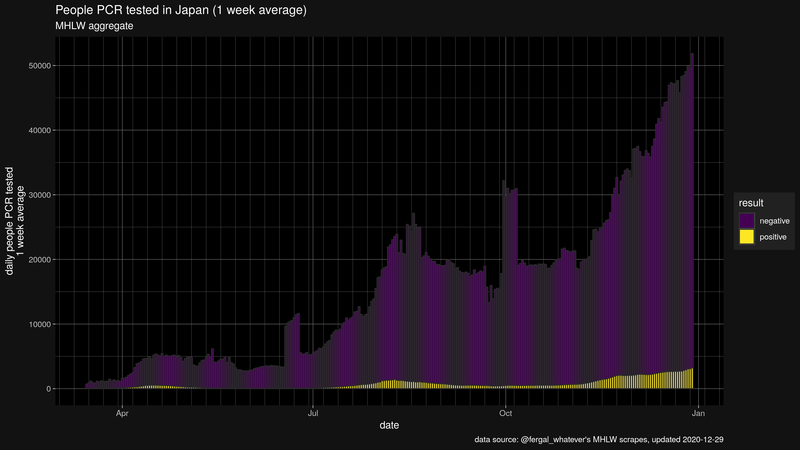 People PCR tested in Japan (1 week average)
MHLW aggregate
daily people PCR tested
1 week average
50000
40000
30000
20000
10000
0
Apr
Jul
Oct
Jan
date
result
negative
positive
data source: @fergal_whatever's MHLW scrapes, updated 2020-12-29